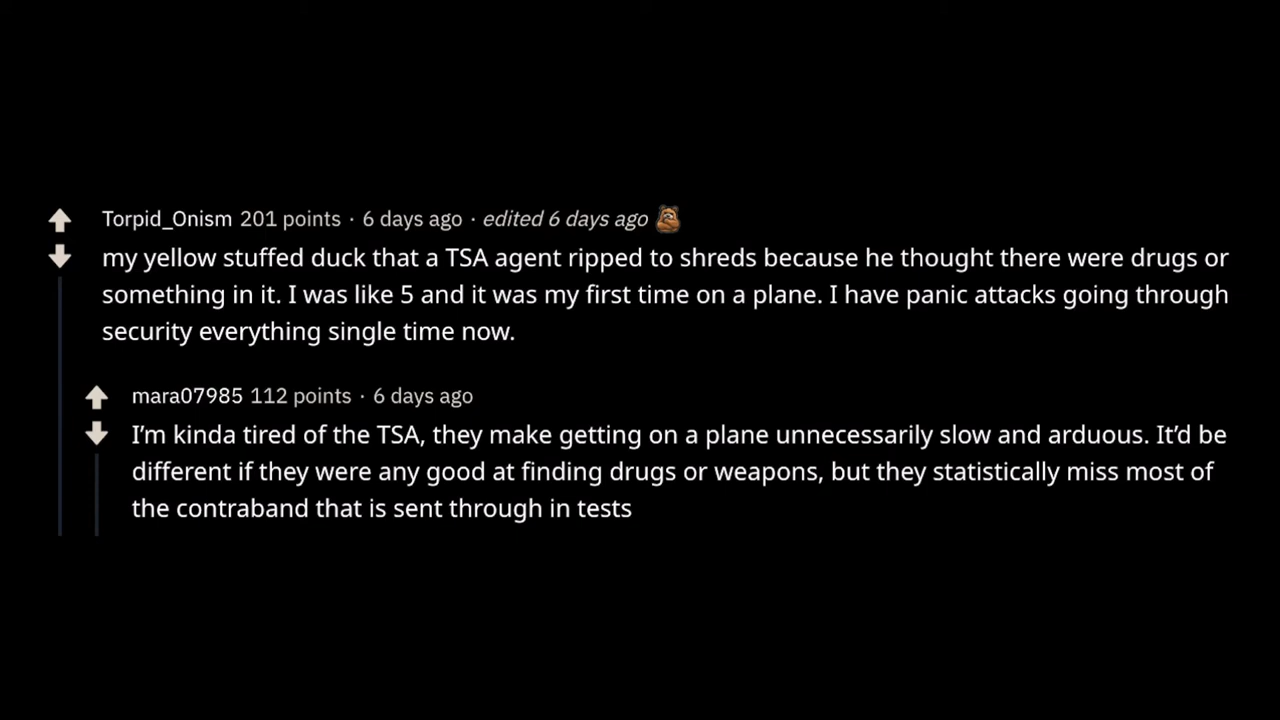 Torpid_Onism 201 points · 6 days ago · edited 6 days ago
my yellow stuffed duck that a TSA agent ripped to shreds because he thought there were drugs or
something in it. I was like 5 and it was my first time on a plane. I have panic attacks going through
security everything single time now.
mara07985 112 points · 6 days ago
I’m kinda tired of the TSA, they make getting on a plane unnecessarily slow and arduous. It’d be
different if they were any good at finding drugs or weapons, but they statistically miss most of
the contraband that is sent through in tests